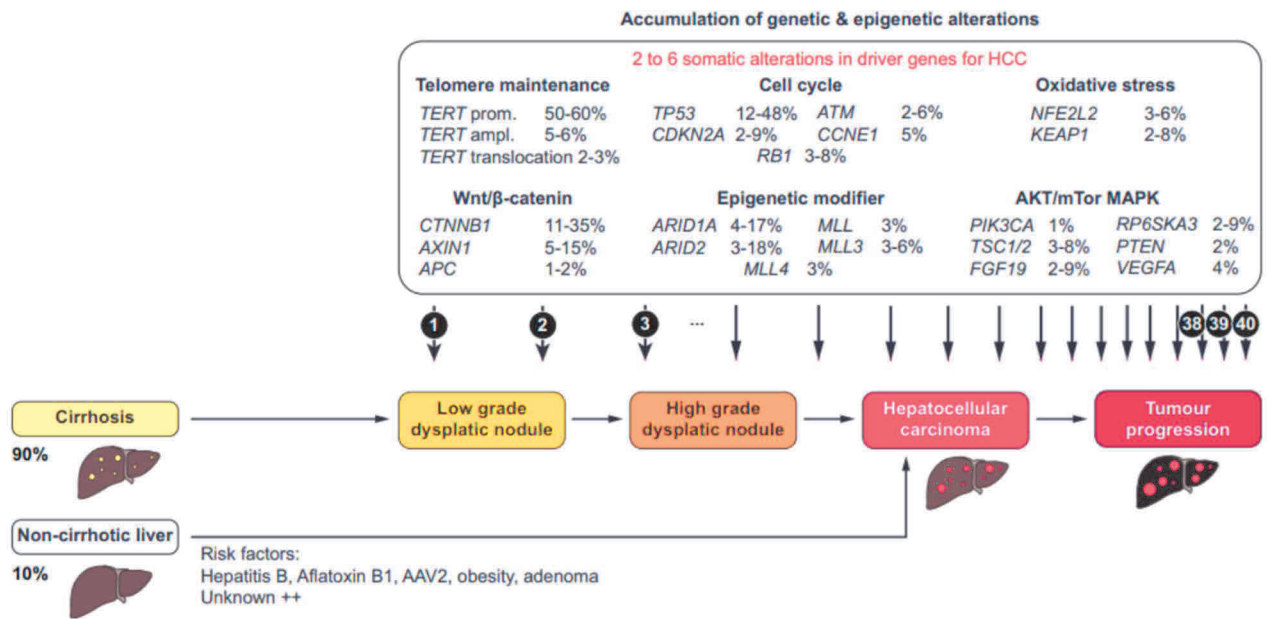 Accumulation of genetic & epigenetic alterations
2 to 6 somatic alterations in driver genes for HCC
Telomere maintenance
TERT prom. 50-60%
TERT ampl. 5-6%
TERT translocation 2-3%
Cell cycle
TP53 12-48% ATM 2-6%
CDKN2A 2-9% CCNE1 5%
RB1 3-8%
Oxidative stress
NFE2L2 3-6%
KEAP1 2-8%
Wnt/β-catenin
CTNNB1 11-35%
AXIN1 5-15%
APC 1-2%
Epigenetic modifier
ARID1A 4-17% MLL 3%
ARID2 3-18% MLL3 3-6%
MLL4 3%
AKT/mTor MAPK
PIK3CA 1% RP6SKA3 2-9%
TSC1/2 3-8% PTEN 2%
FGF19 2-9% VEGFA 4%
1 2 3 ... 38 39 40
Cirrhosis
90%
Low grade
dysplatic nodule
High grade
dysplatic nodule
Hepatocellular
carcinoma
Tumour
progression
Non-cirrhotic liver
10%
Risk factors:
Hepatitis B, Aflatoxin B1, AAV2, obesity, adenoma
Unknown ++